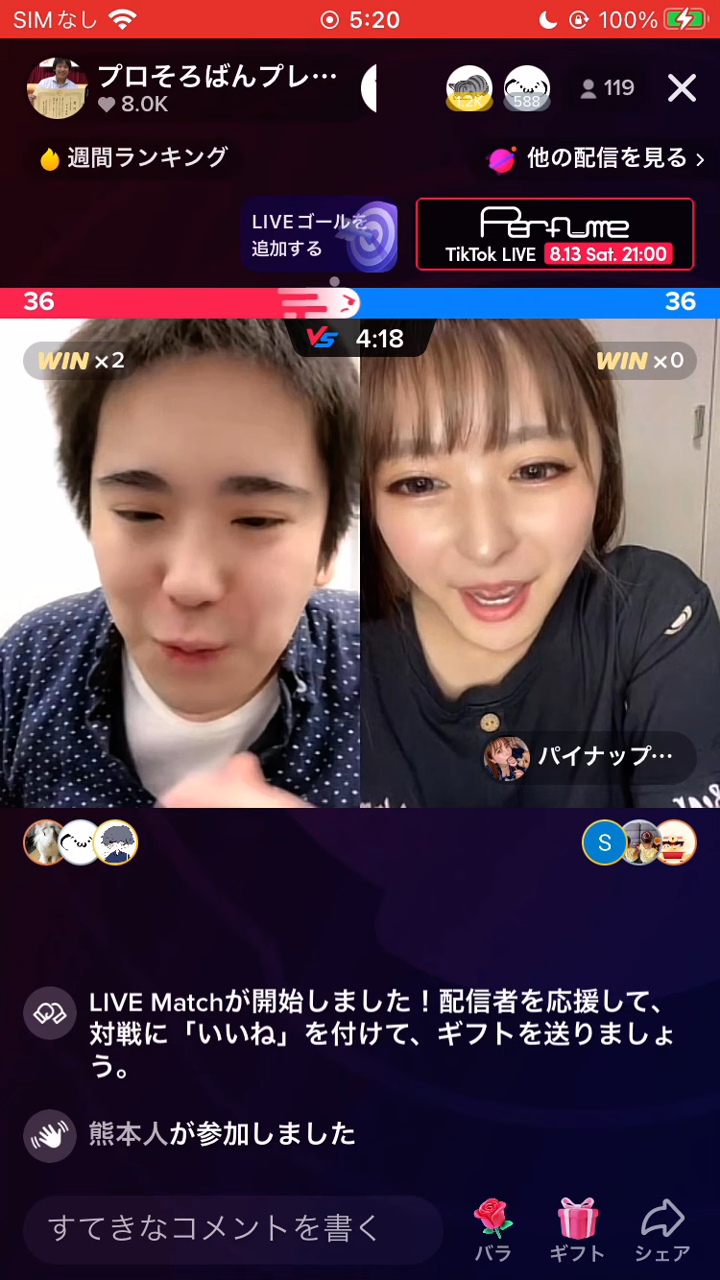 SIMなし 5:20 100%
プロそろばんプレ…
8.0K
1.2K 588 119
週間ランキング 他の配信を見る
LIVEゴールを
追加する
Perfume
TikTok LIVE 8.13 Sat. 21:00
36 36
VS 4:18
WIN ×2 WIN ×0
パイナップ…
S
LIVE Matchが開始しました！配信者を応援して、
対戦に「いいね」を付けて、ギフトを送りましょ
う。
熊本人が参加しました
すてきなコメントを書く
バラ ギフト シェア